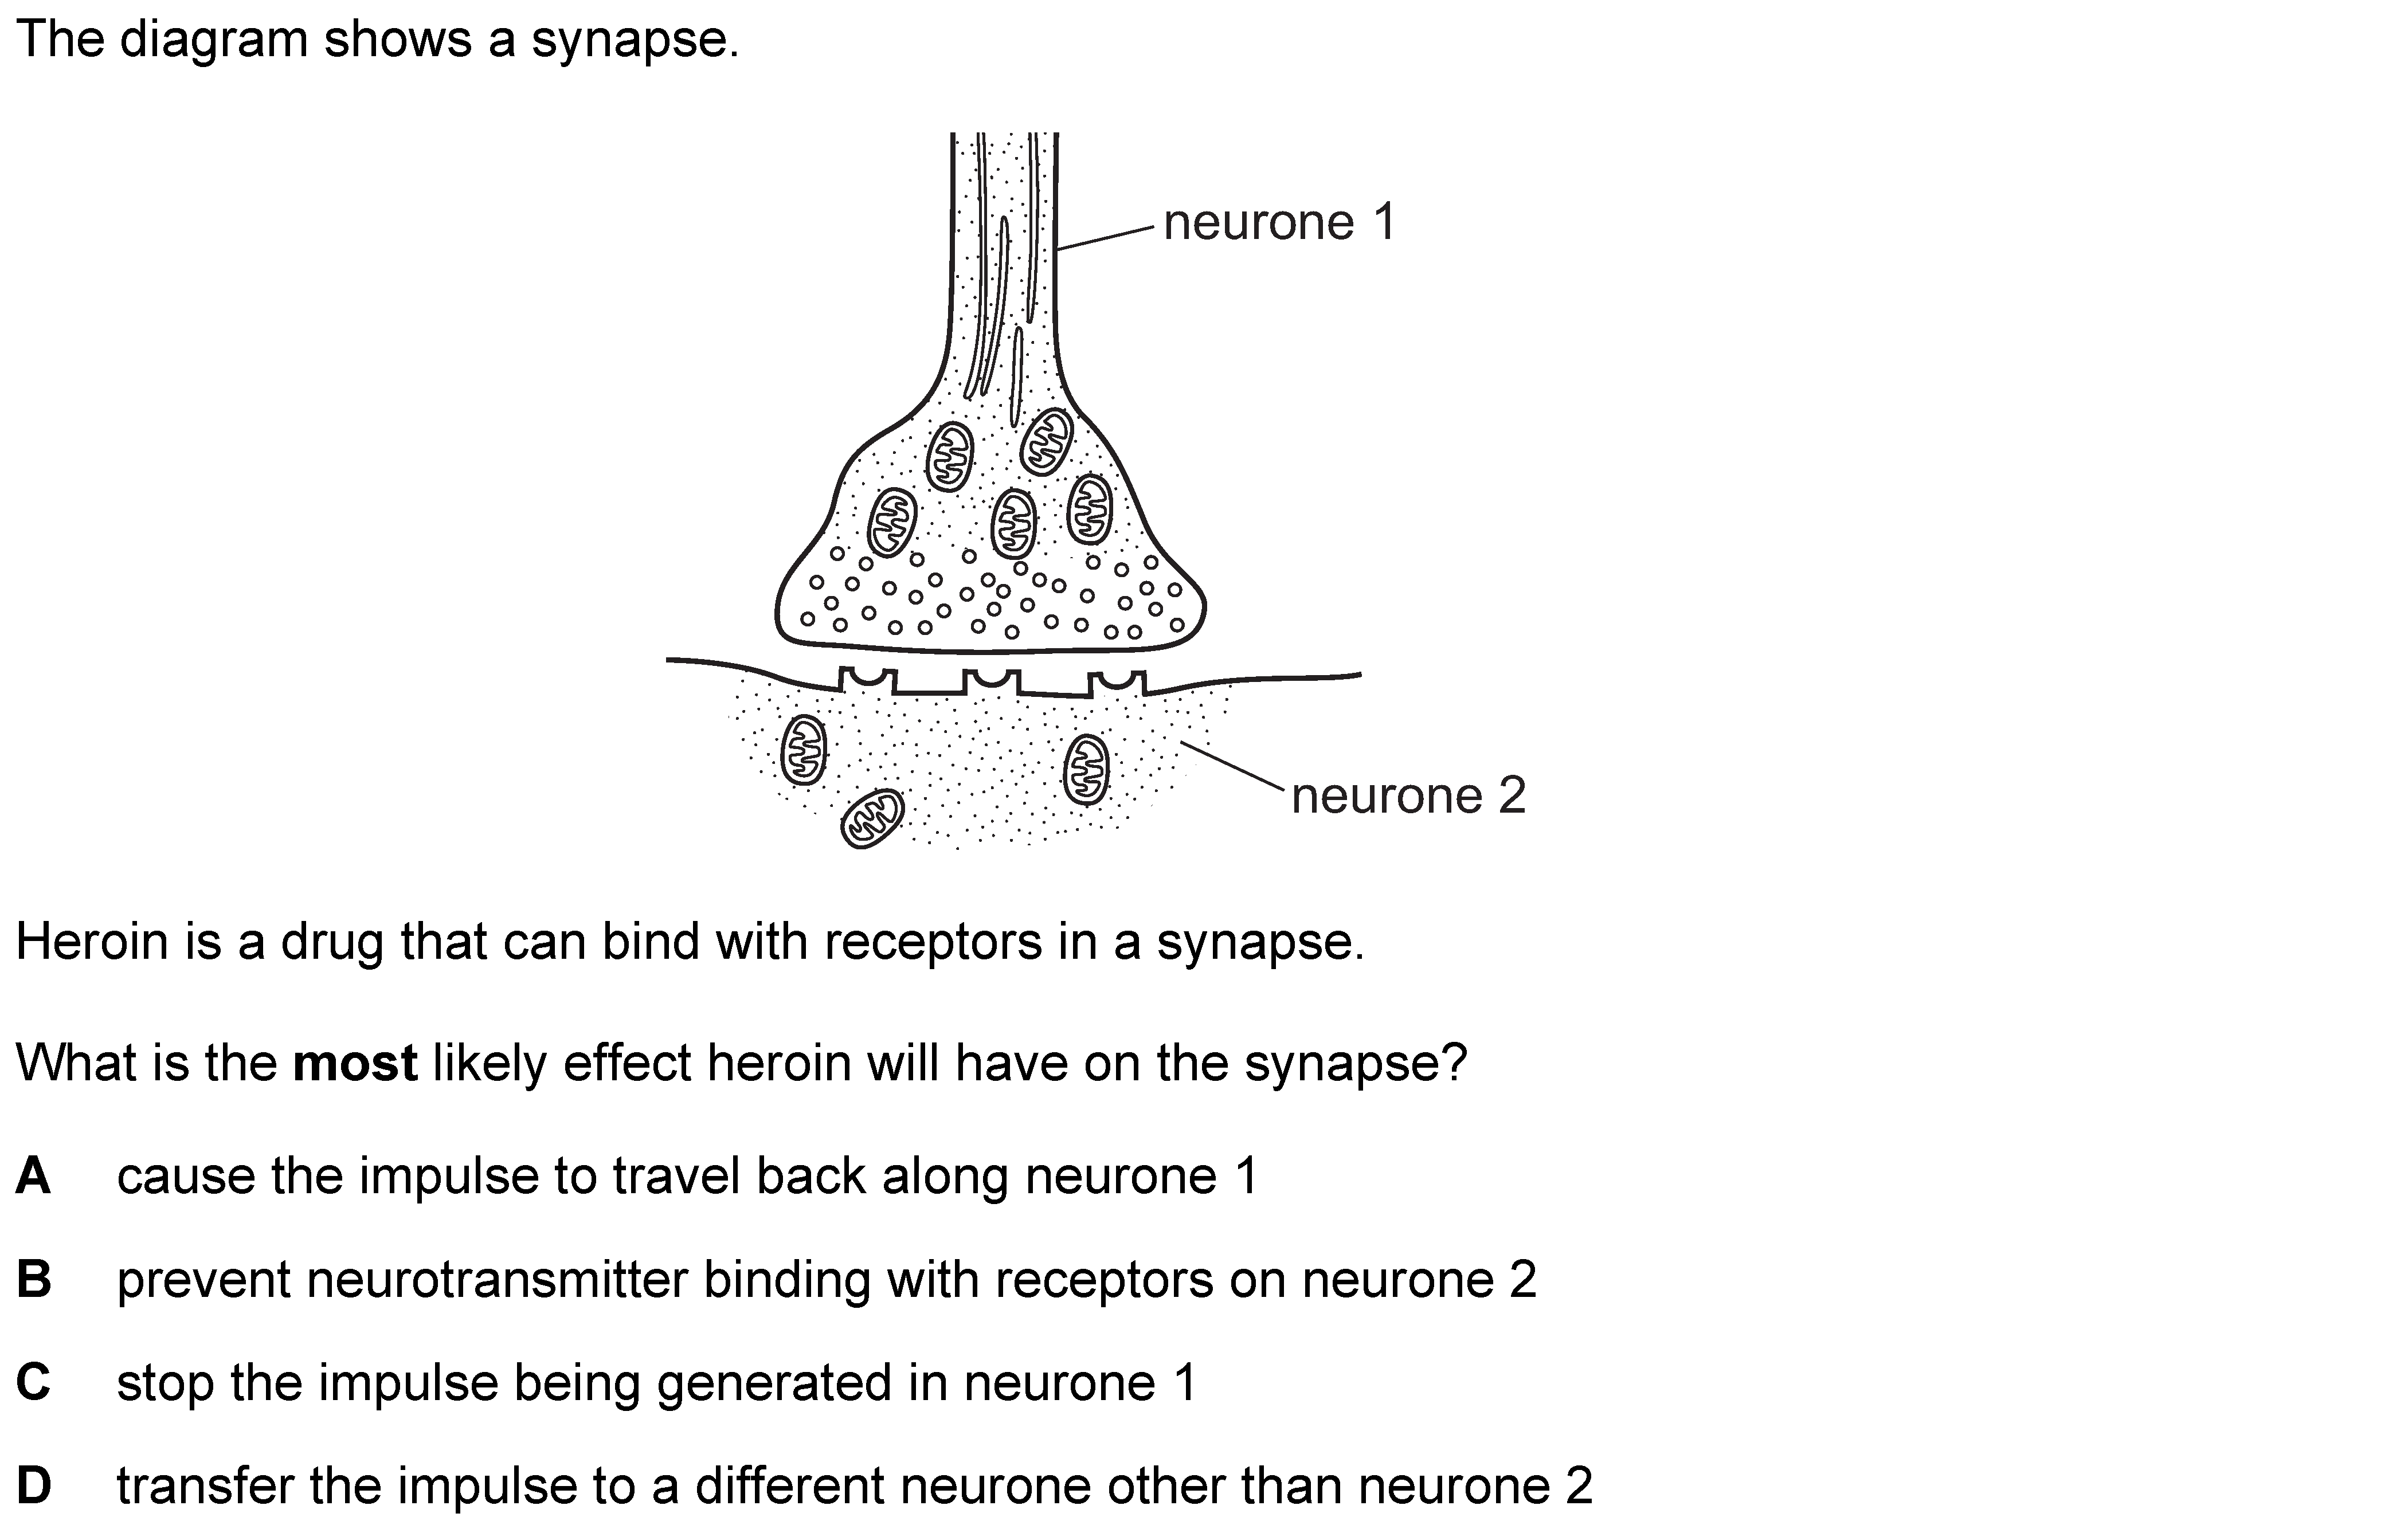 The diagram shows a synapse.
neurone 1
neurone 2
Heroin is a drug that can bind with receptors in a synapse.
What is the most likely effect heroin will have on the synapse?
A cause the impulse to travel back along neurone 1
B prevent neurotransmitter binding with receptors on neurone 2
C stop the impulse being generated in neurone 1
D transfer the impulse to a different neurone other than neurone 2